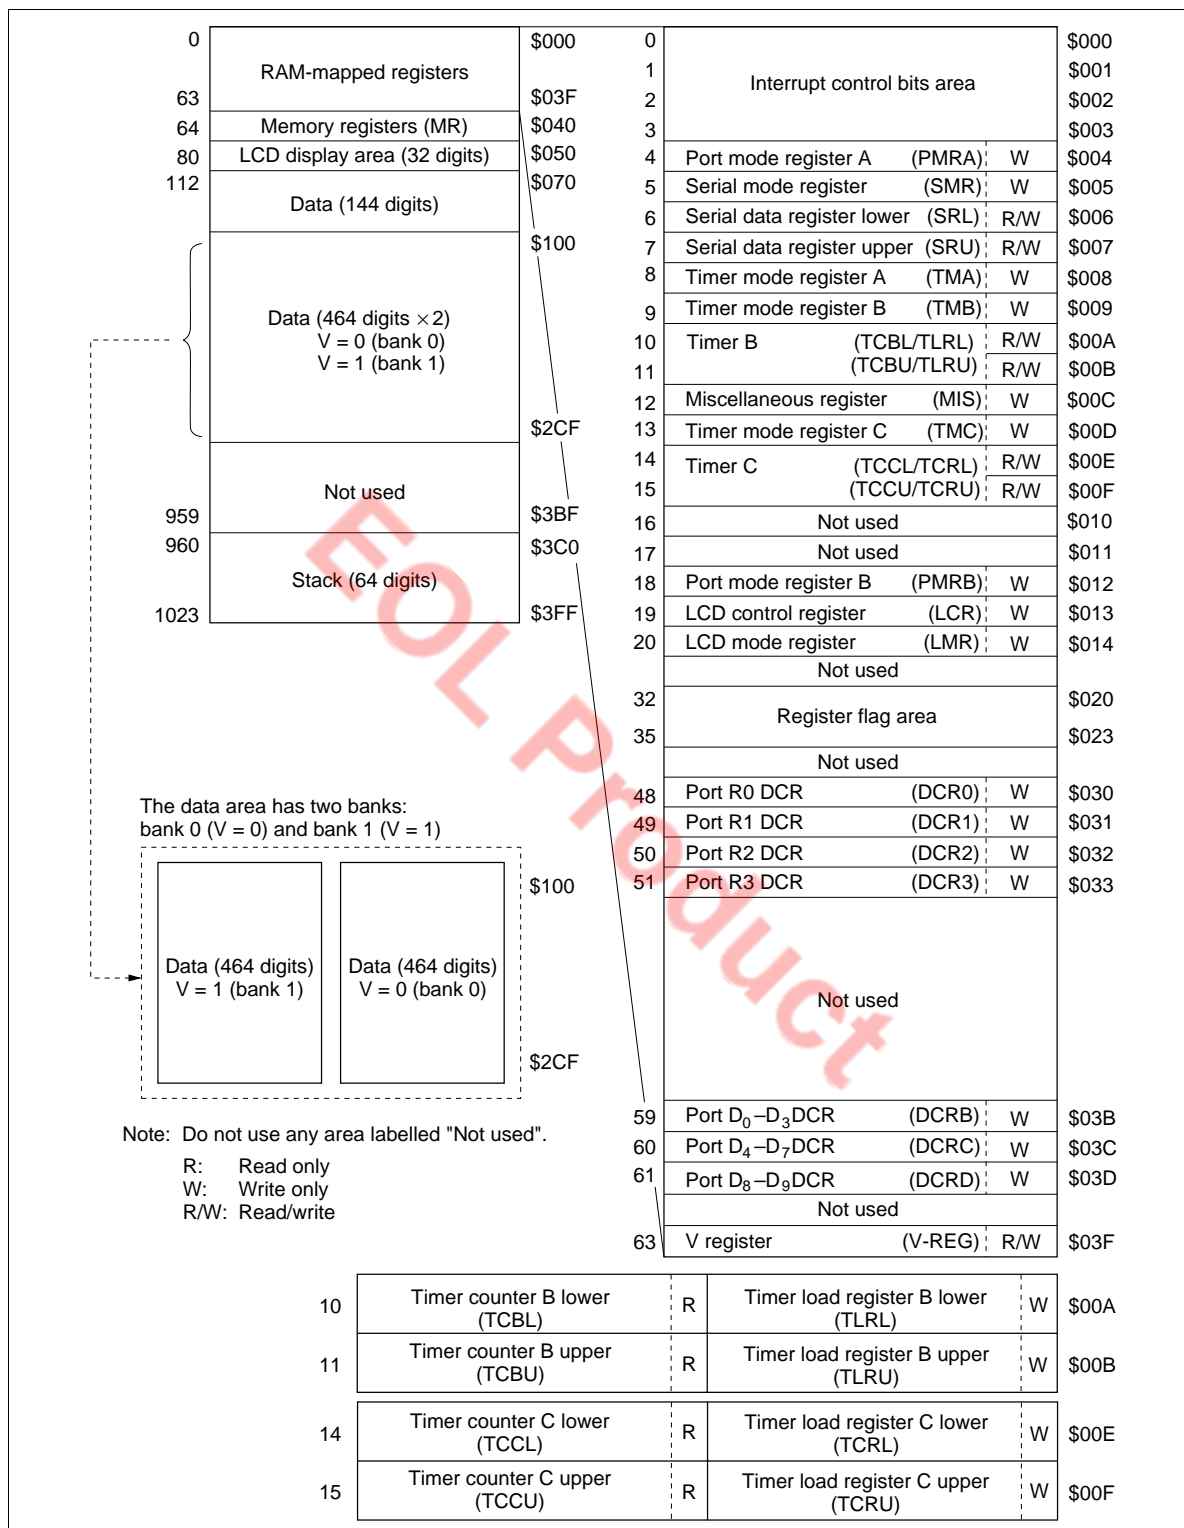 0 $000
RAM-mapped registers
63 $03F
64 Memory registers (MR) $040
80 LCD display area (32 digits) $050
112 $070
Data (144 digits)
$100
Data (464 digits ×2)
V = 0 (bank 0)
V = 1 (bank 1)
$2CF
Not used
959 $3BF
960 $3C0
Stack (64 digits)
1023 $3FF
0 $000
1 $001
Interrupt control bits area
2 $002
3 $003
4 Port mode register A (PMRA) W $004
5 Serial mode register (SMR) W $005
6 Serial data register lower (SRL) R/W $006
7 Serial data register upper (SRU) R/W $007
8 Timer mode register A (TMA) W $008
9 Timer mode register B (TMB) W $009
10 Timer B (TCBL/TLRL) R/W $00A
11 (TCBU/TLRU) R/W $00B
12 Miscellaneous register (MIS) W $00C
13 Timer mode register C (TMC) W $00D
14 Timer C (TCCL/TCRL) R/W $00E
15 (TCCU/TCRU) R/W $00F
16 Not used $010
17 Not used $011
18 Port mode register B (PMRB) W $012
19 LCD control register (LCR) W $013
20 LCD mode register (LMR) W $014
Not used
32 $020
Register flag area
35 $023
Not used
48 Port R0 DCR (DCR0) W $030
49 Port R1 DCR (DCR1) W $031
50 Port R2 DCR (DCR2) W $032
51 Port R3 DCR (DCR3) W $033
Not used
59 Port D0–D3DCR (DCRB) W $03B
60 Port D4–D7DCR (DCRC) W $03C
61 Port D8–D9DCR (DCRD) W $03D
Not used
63 V register (V-REG) R/W $03F
The data area has two banks:
bank 0 (V = 0) and bank 1 (V = 1)
$100
Data (464 digits) Data (464 digits)
V = 1 (bank 1) V = 0 (bank 0)
$2CF
Note: Do not use any area labelled "Not used".
R: Read only
W: Write only
R/W: Read/write
10 Timer counter B lower (TCBL) R Timer load register B lower (TLRL) W $00A
11 Timer counter B upper (TCBU) R Timer load register B upper (TLRU) W $00B
14 Timer counter C lower (TCCL) R Timer load register C lower (TCRL) W $00E
15 Timer counter C upper (TCCU) R Timer load register C upper (TCRU) W $00F
EOL Product